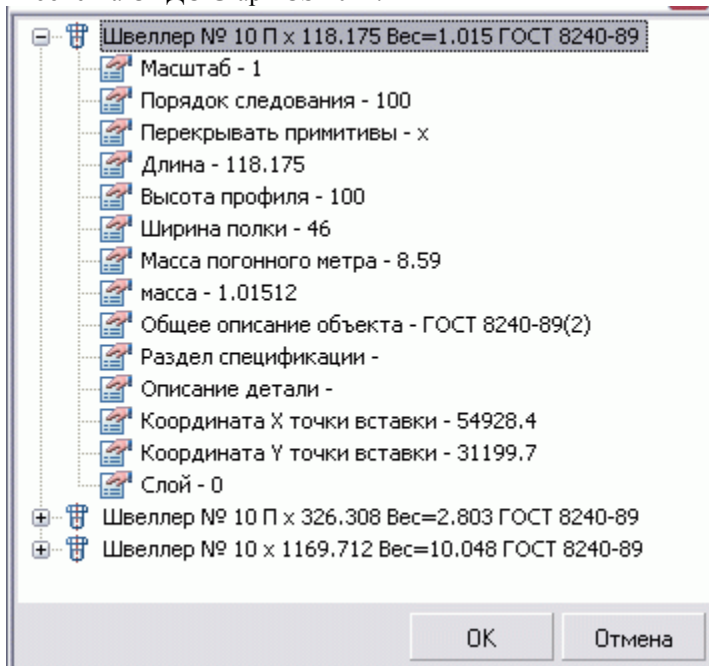 Швеллер № 10 П x 118.175 Вес=1.015 ГОСТ 8240-89
Масштаб - 1
Порядок следования - 100
Перекрывать примитивы - x
Длина - 118.175
Высота профиля - 100
Ширина полки - 46
Масса погонного метра - 8.59
масса - 1.01512
Общее описание объекта - ГОСТ 8240-89(2)
Раздел спецификации -
Описание детали -
Координата X точки вставки - 54928.4
Координата Y точки вставки - 31199.7
Слой - 0
Швеллер № 10 П x 326.308 Вес=2.803 ГОСТ 8240-89
Швеллер № 10 x 1169.712 Вес=10.048 ГОСТ 8240-89
OK Отмена